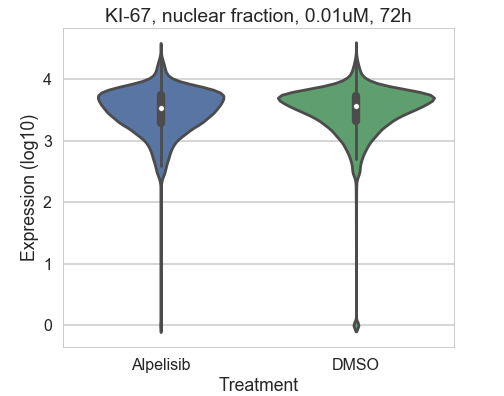 KI-67, nuclear fraction, 0.01uM, 72h
4
3
2
1
0
Expression (log10)
Alpelisib
DMSO
Treatment